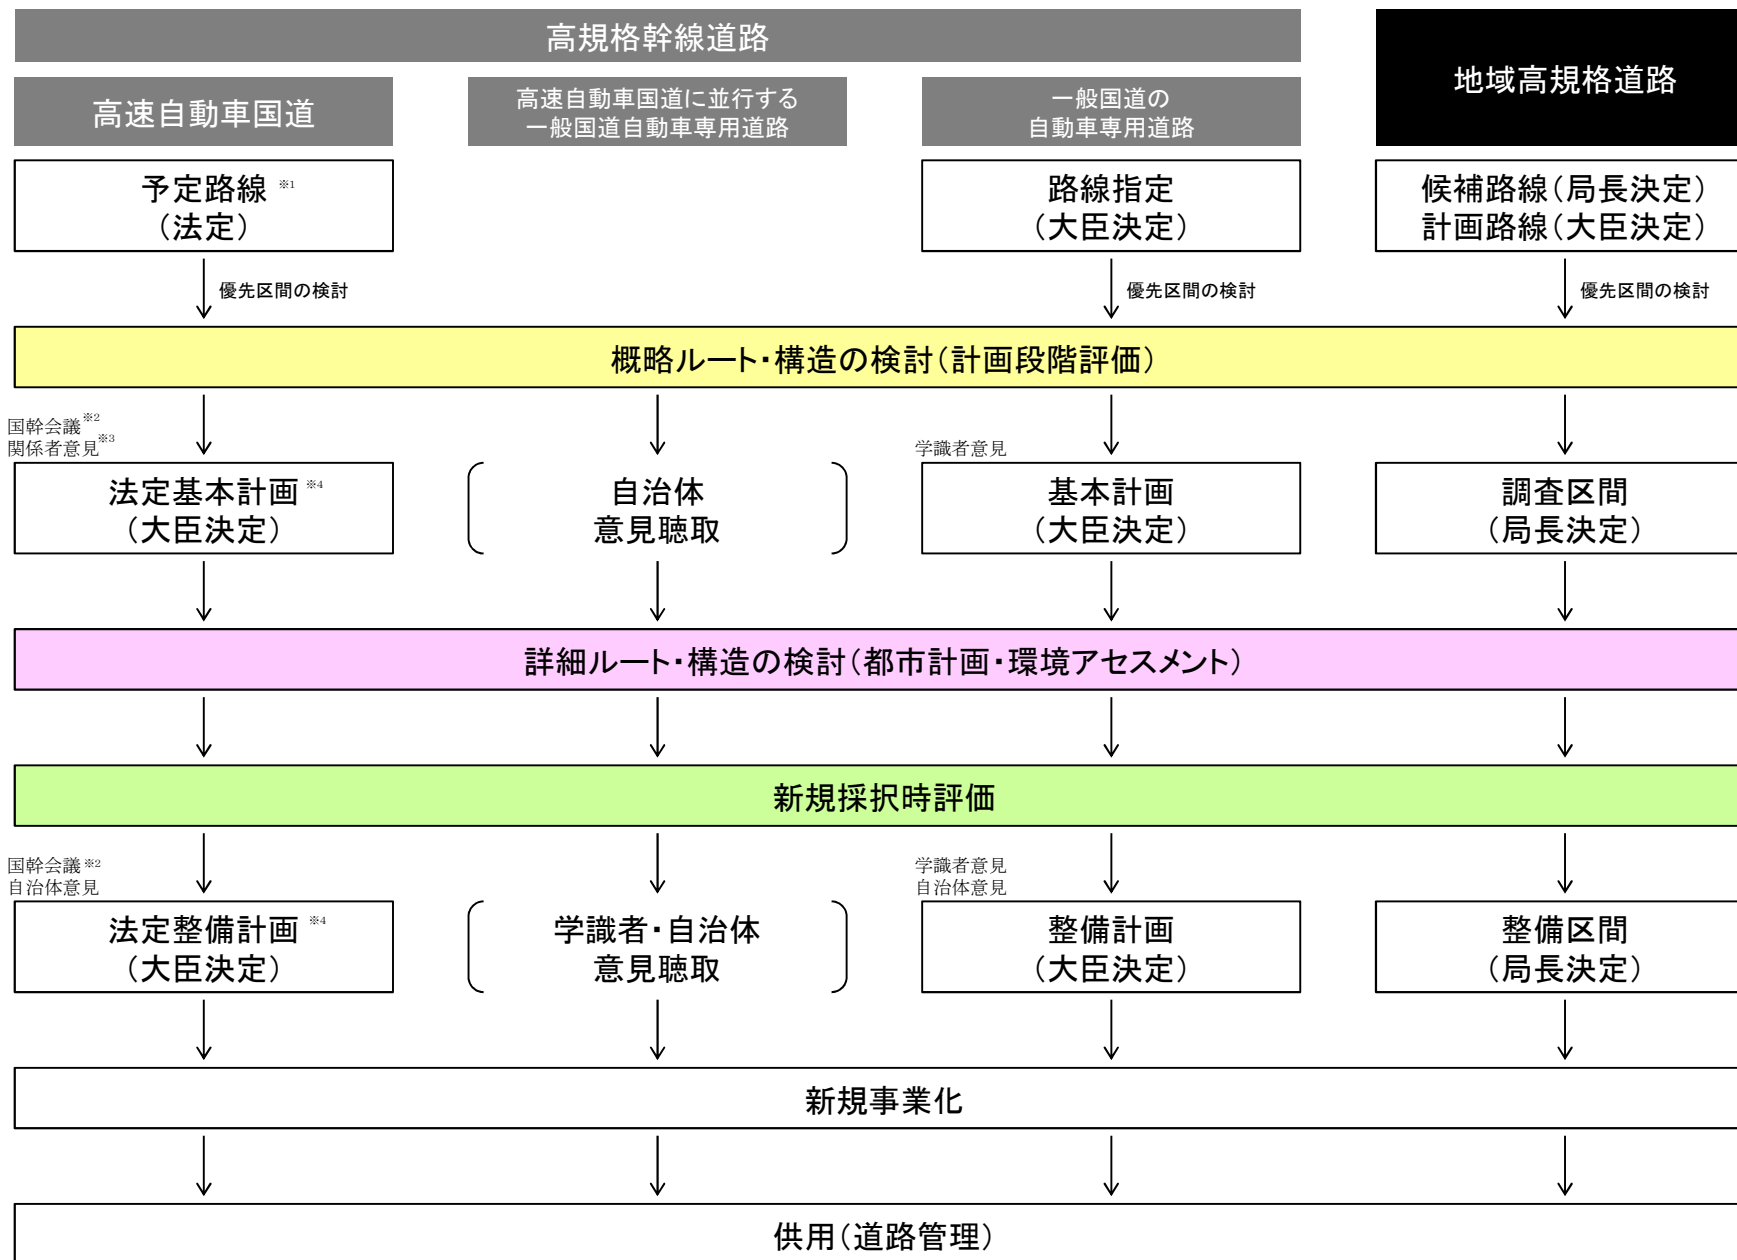 高規格幹線道路
地域高規格道路
高速自動車国道
高速自動車国道に並行する
一般国道自動車専用道路
一般国道の
自動車専用道路
予定路線 ※1
（法定）
路線指定
（大臣決定）
候補路線（局長決定）
計画路線（大臣決定）
優先区間の検討
優先区間の検討
優先区間の検討
概略ルート・構造の検討（計画段階評価）
国幹会議※2
関係者意見※3
学識者意見
法定基本計画 ※4
（大臣決定）
自治体
意見聴取
基本計画
（大臣決定）
調査区間
（局長決定）
詳細ルート・構造の検討（都市計画・環境アセスメント）
新規採択時評価
国幹会議※2
自治体意見
学識者意見
自治体意見
法定整備計画 ※4
（大臣決定）
学識者・自治体
意見聴取
整備計画
（大臣決定）
整備区間
（局長決定）
新規事業化
供用（道路管理）